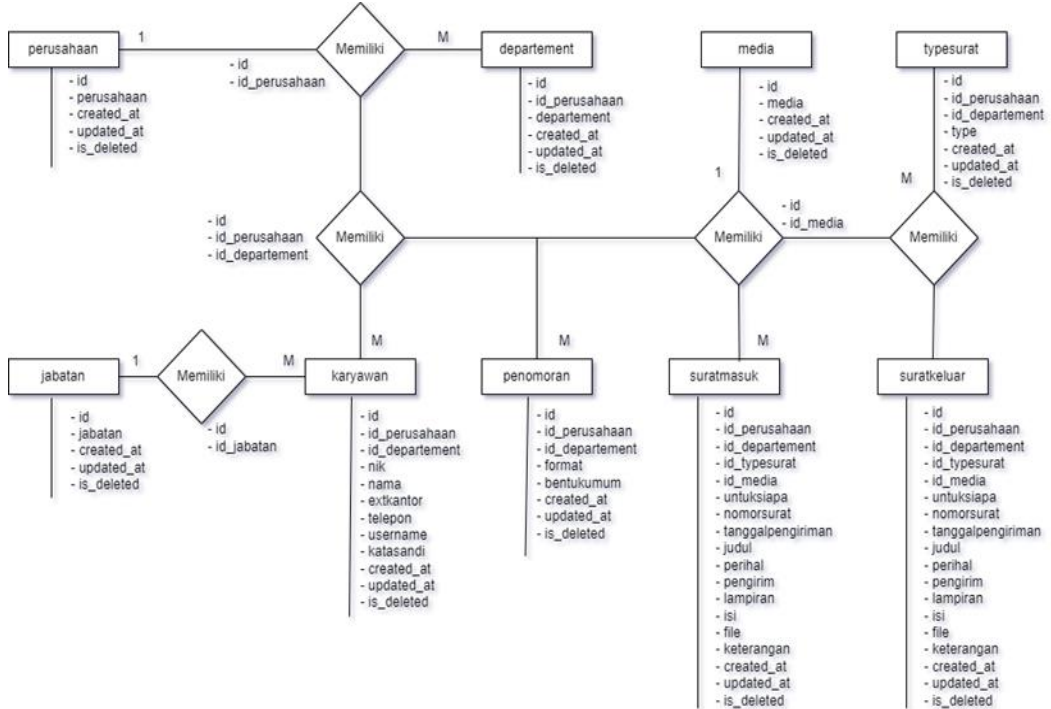 perusahaan
1
Memiliki
M
departement
media
typesurat
- id
- perusahaan
- created_at
- updated_at
- is_deleted
- id
- id_perusahaan
- id
- id_perusahaan
- departement
- created_at
- updated_at
- is_deleted
- id
- media
- created_at
- updated_at
- is_deleted
- id
- id_perusahaan
- id_departement
- type
- created_at
- updated_at
- is_deleted
1
M
- id
- id_perusahaan
- id_departement
Memiliki
Memiliki
- id
- id_media
Memiliki
M
M
M
jabatan
1
Memiliki
M
karyawan
penomoran
suratmasuk
suratkeluar
- id
- jabatan
- created_at
- updated_at
- is_deleted
- id
- id_jabatan
- id
- id_perusahaan
- id_departement
- nik
- nama
- extkantor
- telepon
- username
- katasandi
- created_at
- updated_at
- is_deleted
- id
- id_perusahaan
- id_departement
- format
- bentukumum
- created_at
- updated_at
- is_deleted
- id
- id_perusahaan
- id_departement
- id_typesurat
- id_media
- untuksiapa
- nomorsurat
- tanggalpengiriman
- judul
- perihal
- pengirim
- lampiran
- isi
- file
- keterangan
- created_at
- updated_at
- is_deleted
- id
- id_perusahaan
- id_departement
- id_typesurat
- id_media
- untuksiapa
- nomorsurat
- tanggalpengiriman
- judul
- perihal
- pengirim
- lampiran
- isi
- file
- keterangan
- created_at
- updated_at
- is_deleted